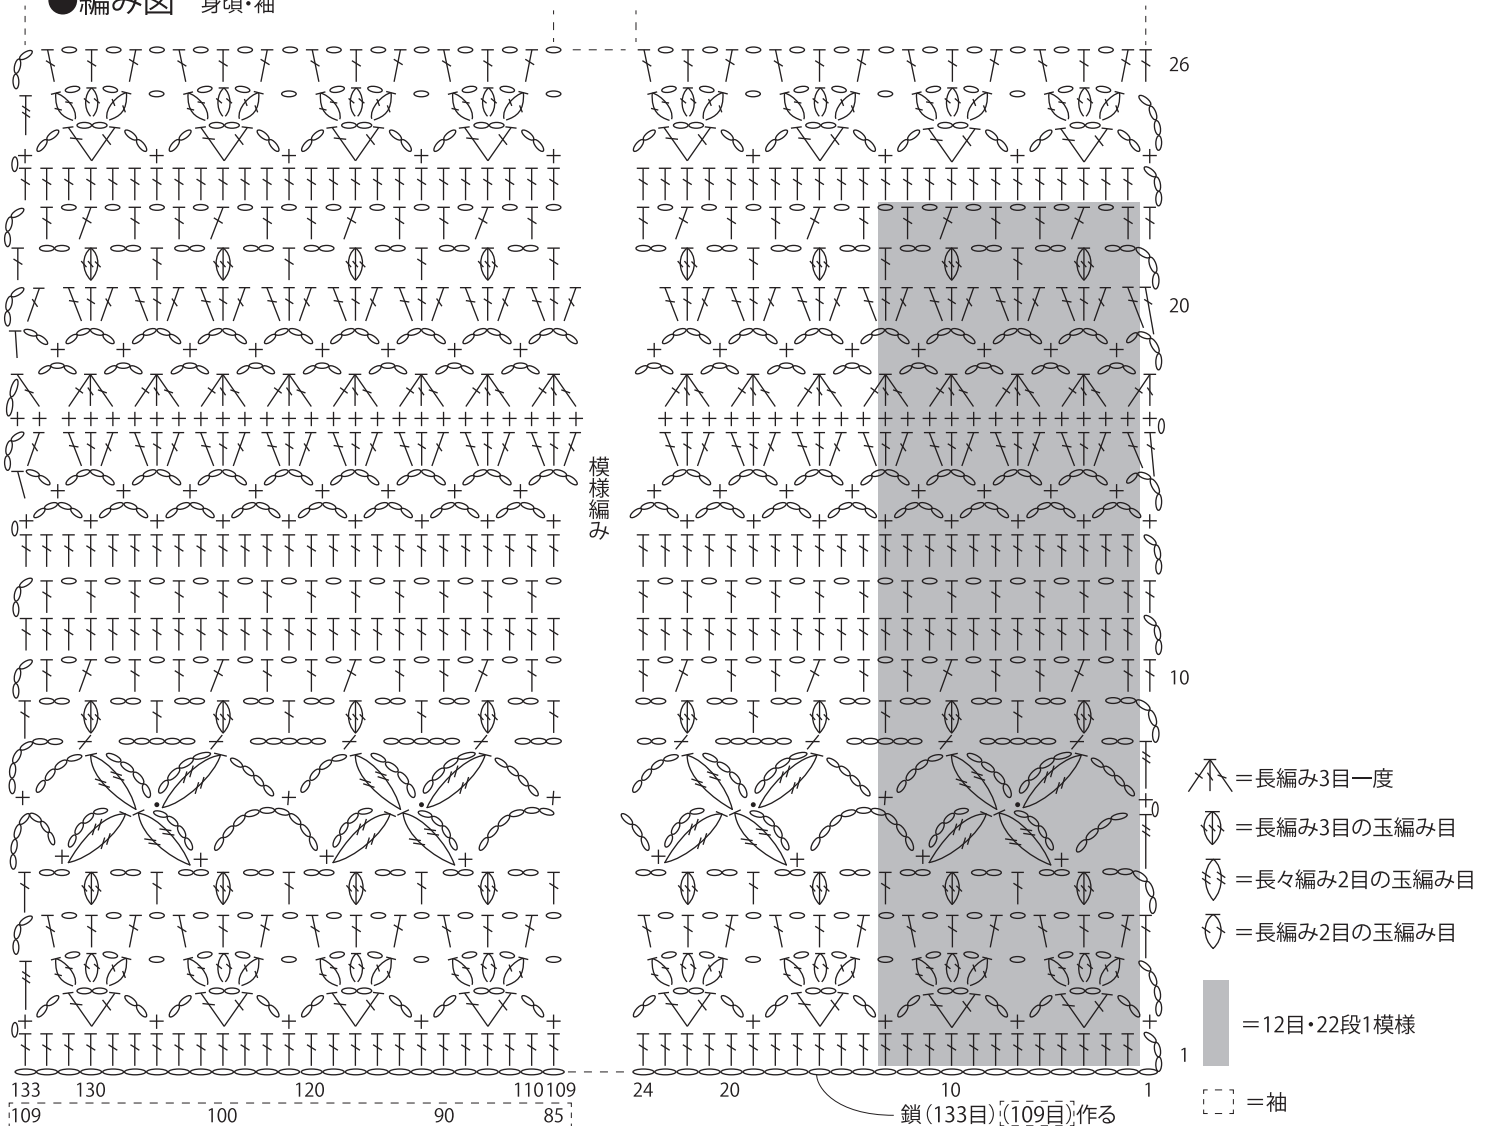 ●編み図 身頃・袖
26
20
模様編み
10
＝長編み3目一度
＝長編み3目の玉編み目
＝長々編み2目の玉編み目
＝長編み2目の玉編み目
＝12目・22段1模様
1
133 130 120 110 109 24 20 10 1
＝袖
109 100 90 85 鎖(133目)(109目)作る